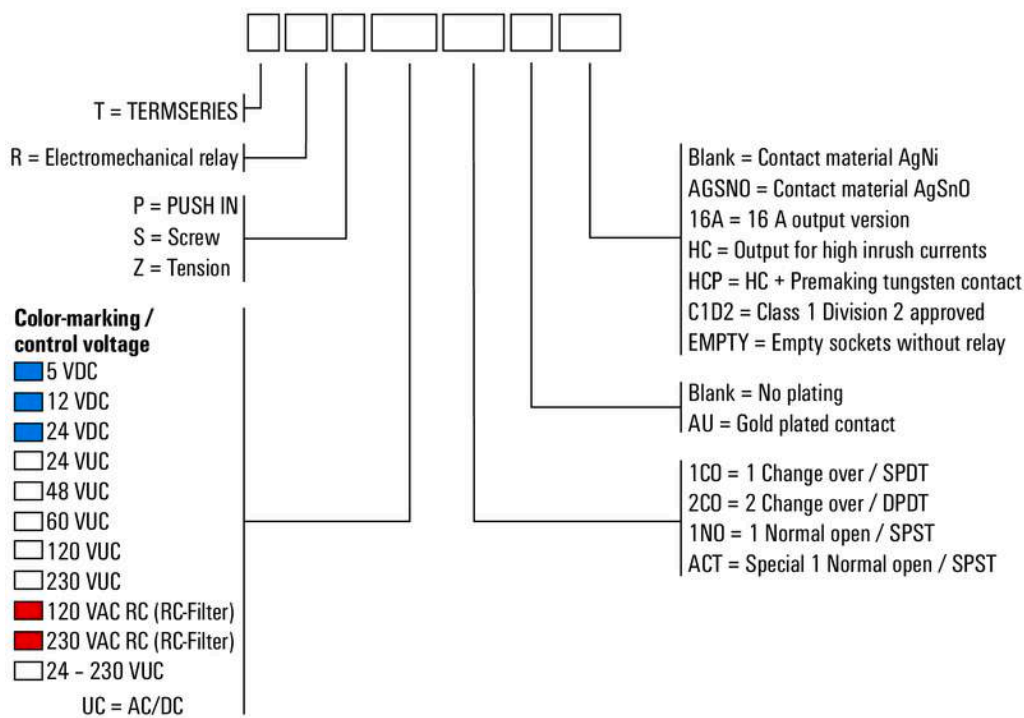 T = TERMSERIES
R = Electromechanical relay
P = PUSH IN
S = Screw
Z = Tension
Color-marking /
control voltage
5 VDC
12 VDC
24 VDC
24 VUC
48 VUC
60 VUC
120 VUC
230 VUC
120 VAC RC (RC-Filter)
230 VAC RC (RC-Filter)
24 – 230 VUC
UC = AC/DC
Blank = Contact material AgNi
AGSNO = Contact material AgSnO
16A = 16 A output version
HC = Output for high inrush currents
HCP = HC + Premaking tungsten contact
C1D2 = Class 1 Division 2 approved
EMPTY = Empty sockets without relay
Blank = No plating
AU = Gold plated contact
1CO = 1 Change over / SPDT
2CO = 2 Change over / DPDT
1NO = 1 Normal open / SPST
ACT = Special 1 Normal open / SPST